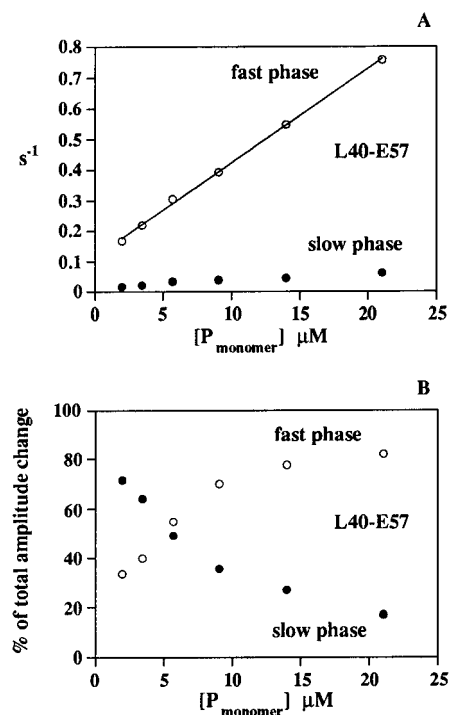 A
0.8
fast phase
0.7
0.6
0.5
s-1
L40-E57
0.4
0.3
0.2
slow phase
0.1
0
0 5 10 15 20 25
[Pmonomer] μM
B
100
fast phase
80
% of total amplitude change
60
L40-E57
40
20
slow phase
0
0 5 10 15 20 25
[Pmonomer] μM